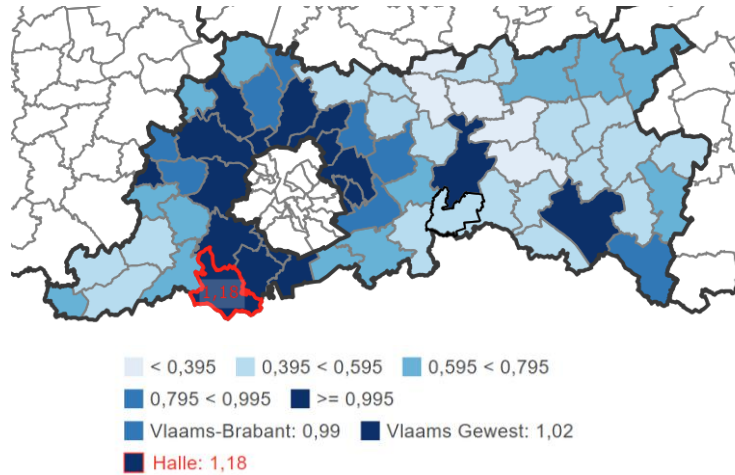 1,18
< 0,395 0,395 < 0,595 0,595 < 0,795
0,795 < 0,995 >= 0,995
Vlaams-Brabant: 0,99 Vlaams Gewest: 1,02
Halle: 1,18